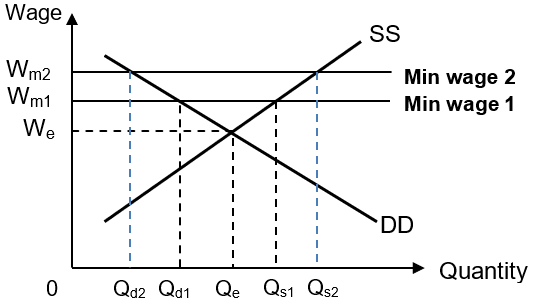 Wage
SS
Wm2
Min wage 2
Wm1
Min wage 1
We
DD
Quantity
0 Qd2 Qd1 Qe Qs1 Qs2